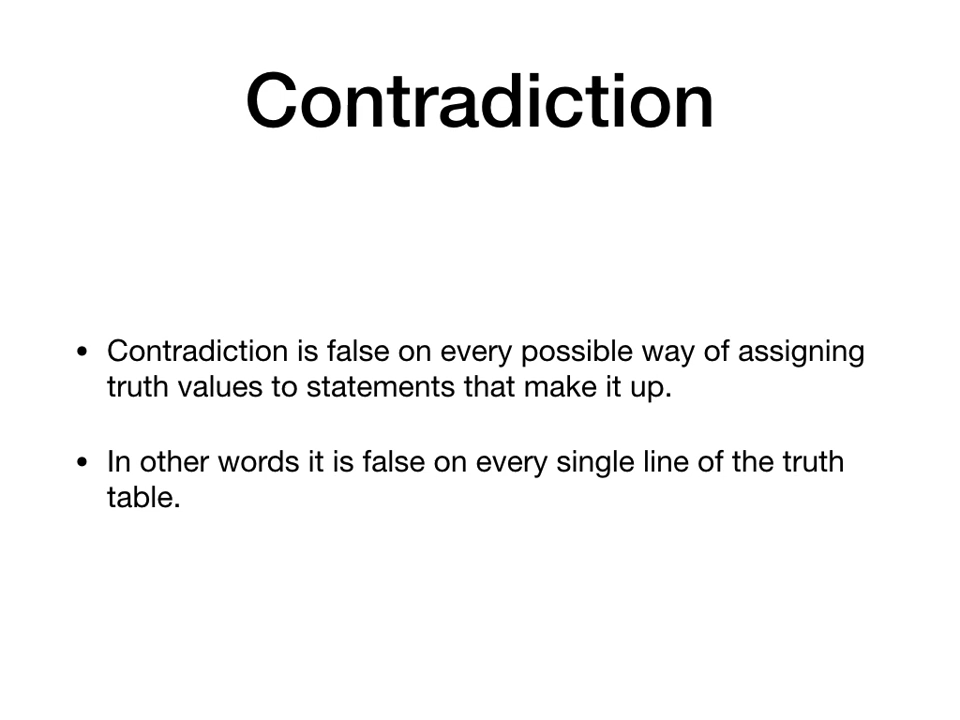 Contradiction
• Contradiction is false on every possible way of assigning
truth values to statements that make it up.
• In other words it is false on every single line of the truth
table.